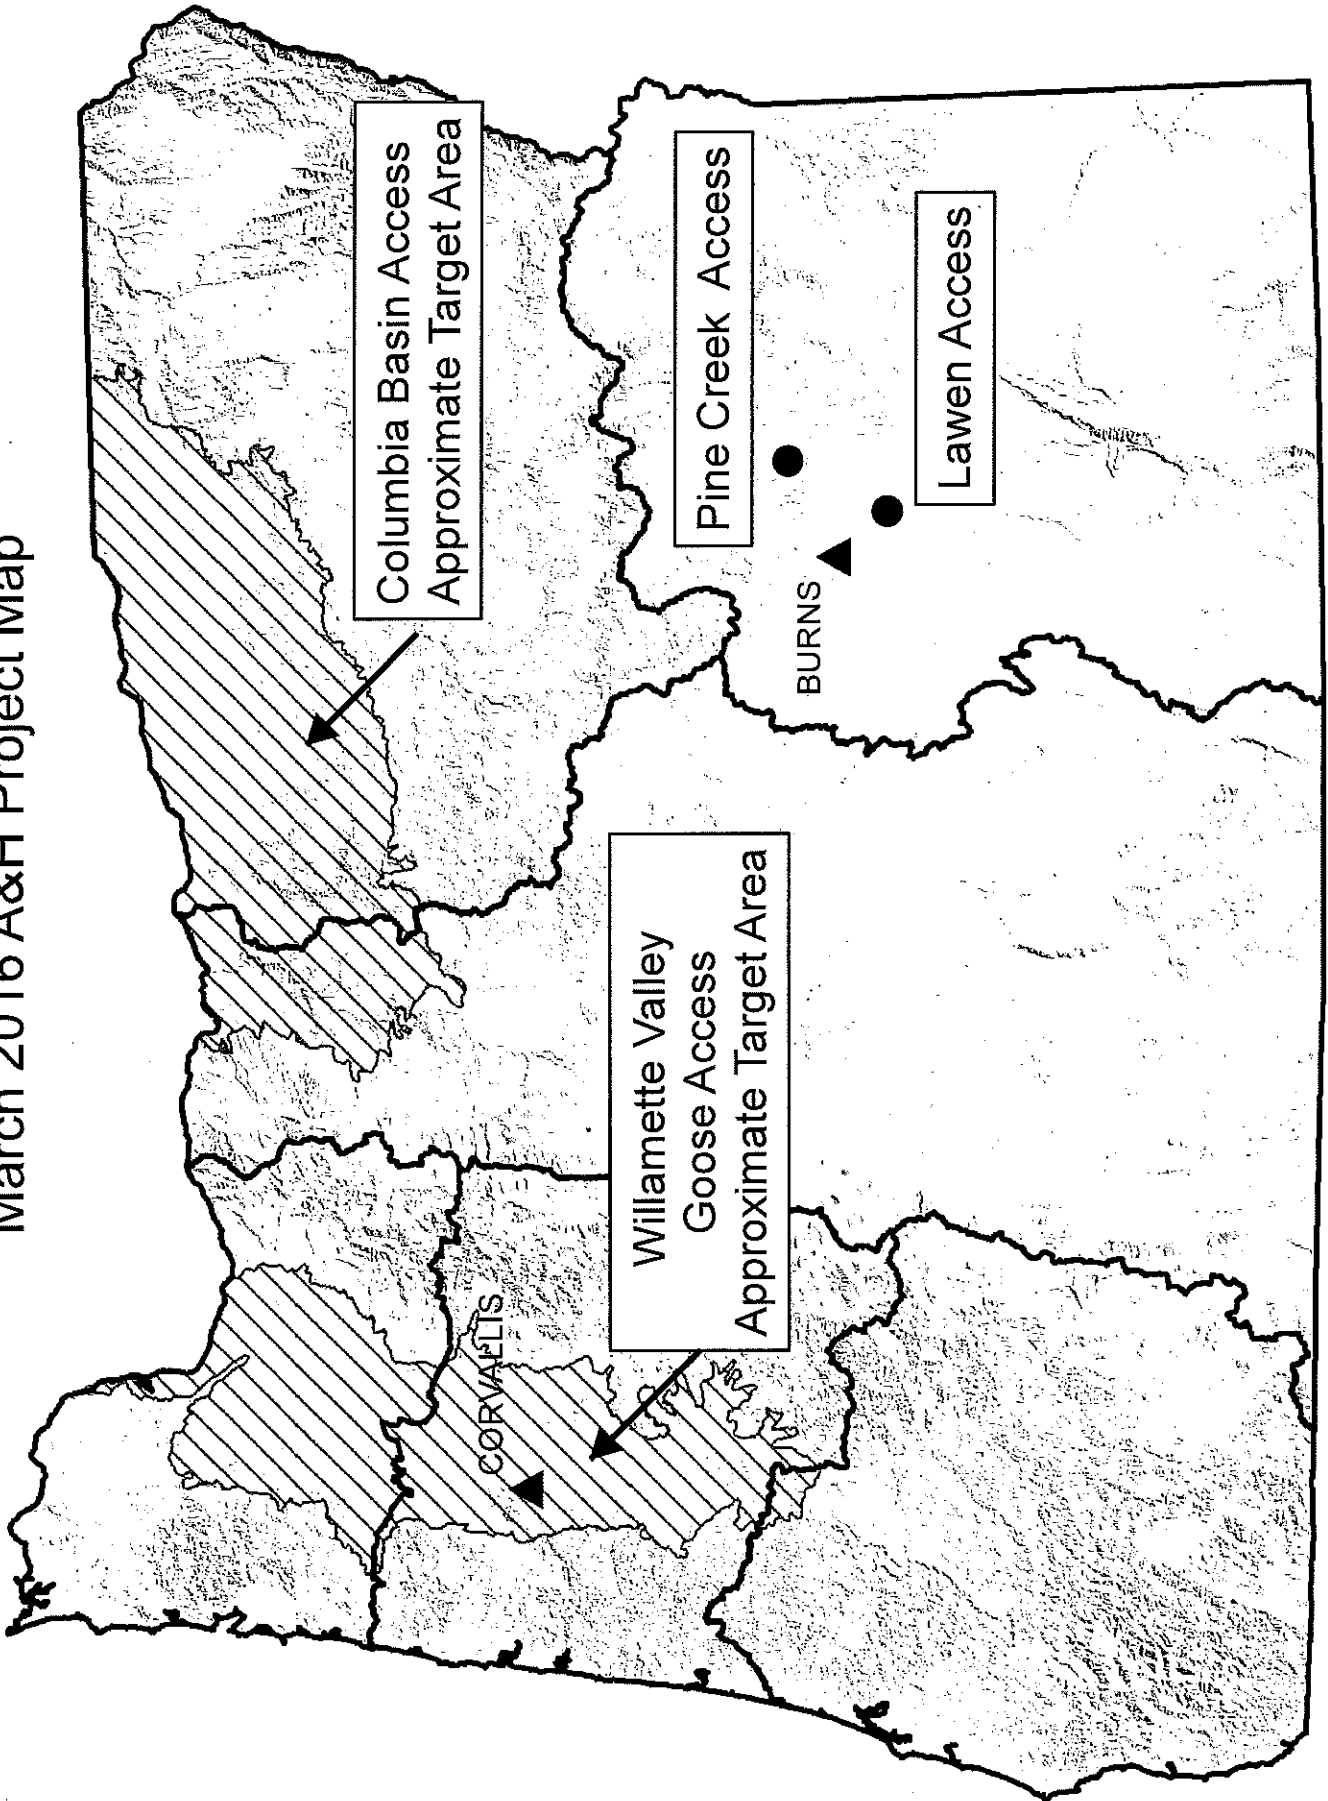 March 2016 A&H Project Map
Columbia Basin Access
Approximate Target Area
Pine Creek Access
BURNS
Lawen Access
CORVALLIS
Willamette Valley
Goose Access
Approximate Target Area